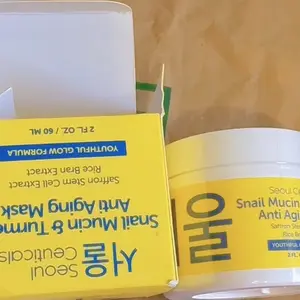 서울
Seoul
Ceuticals
Snail Mucin & Turme
Anti Aging Mask
Saffron Stem Cell Extract
Rice Bran Extract
YOUTHFUL GLOW FORMULA
2 FL. OZ. / 60 ML
Snail Mucin
Anti Agi